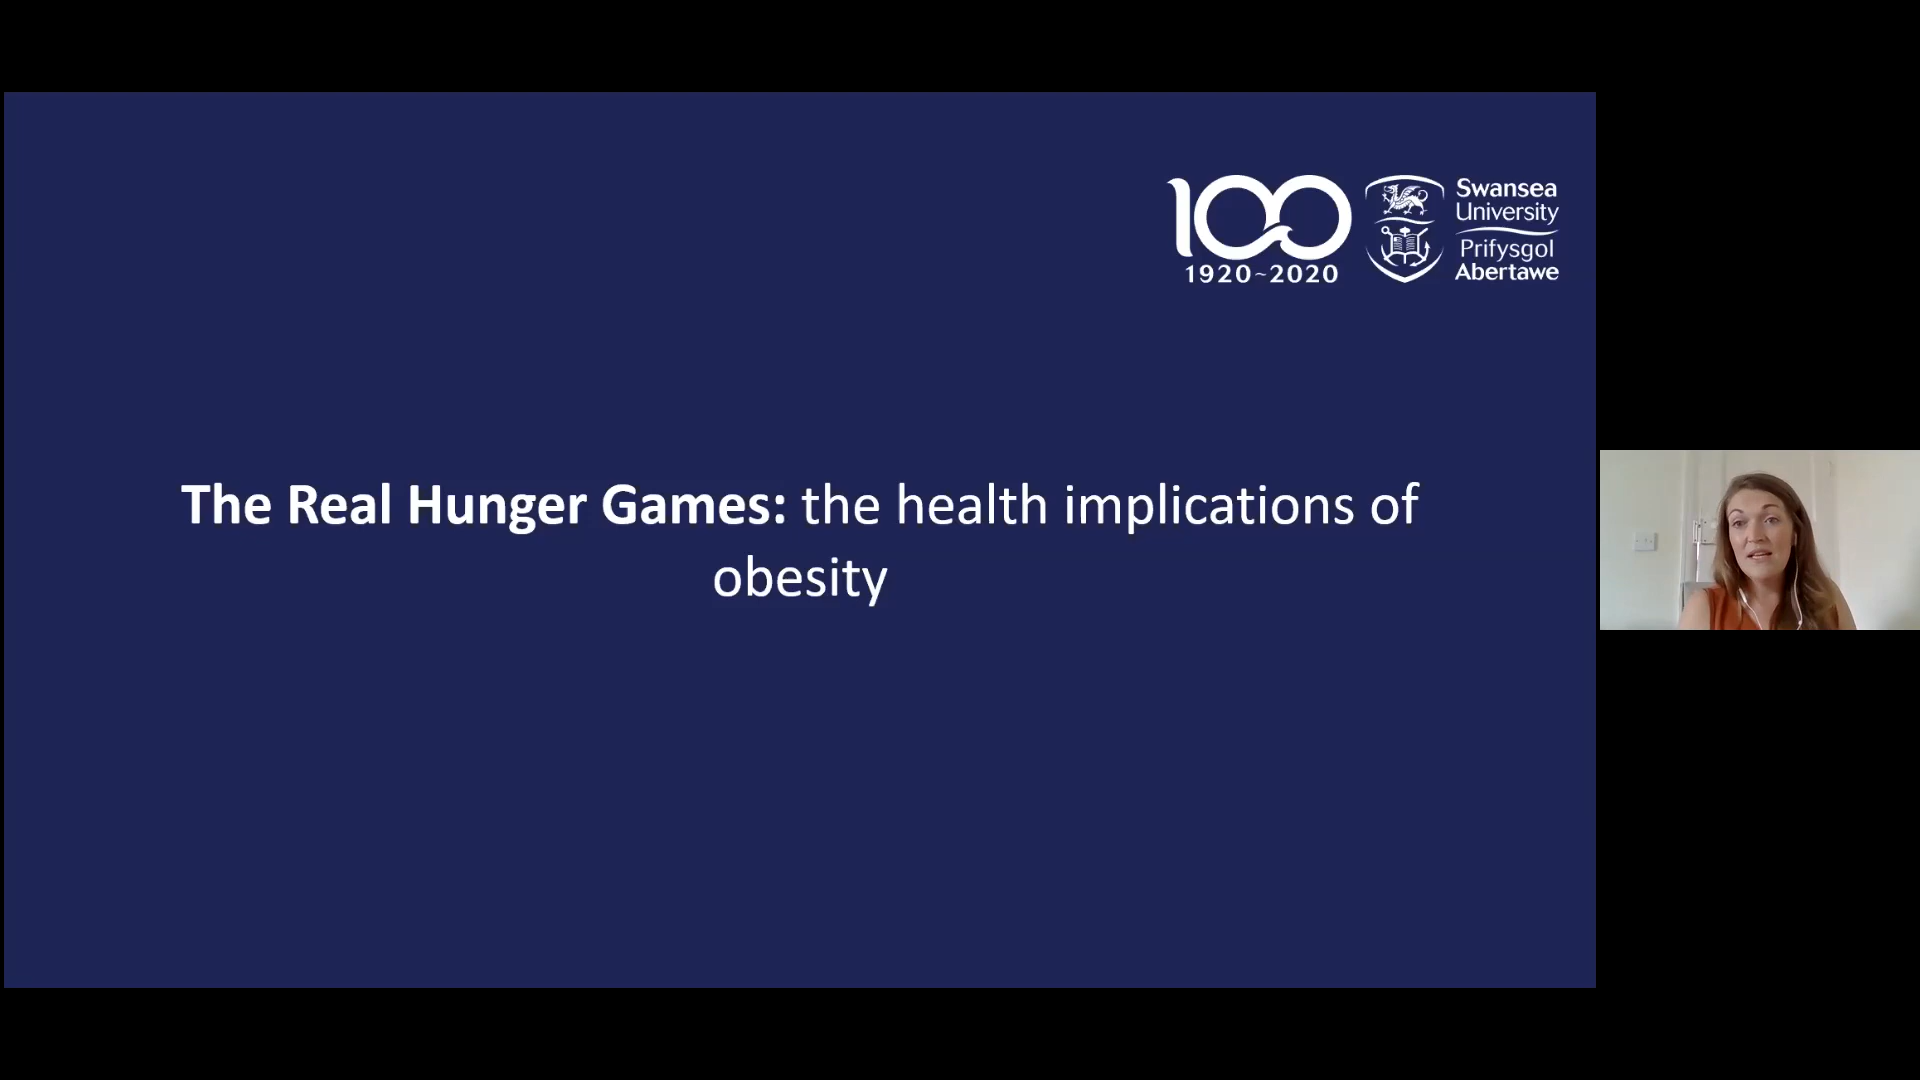 100
1920~2020
Swansea
University
Prifysgol
Abertawe
The Real Hunger Games: the health implications of
obesity